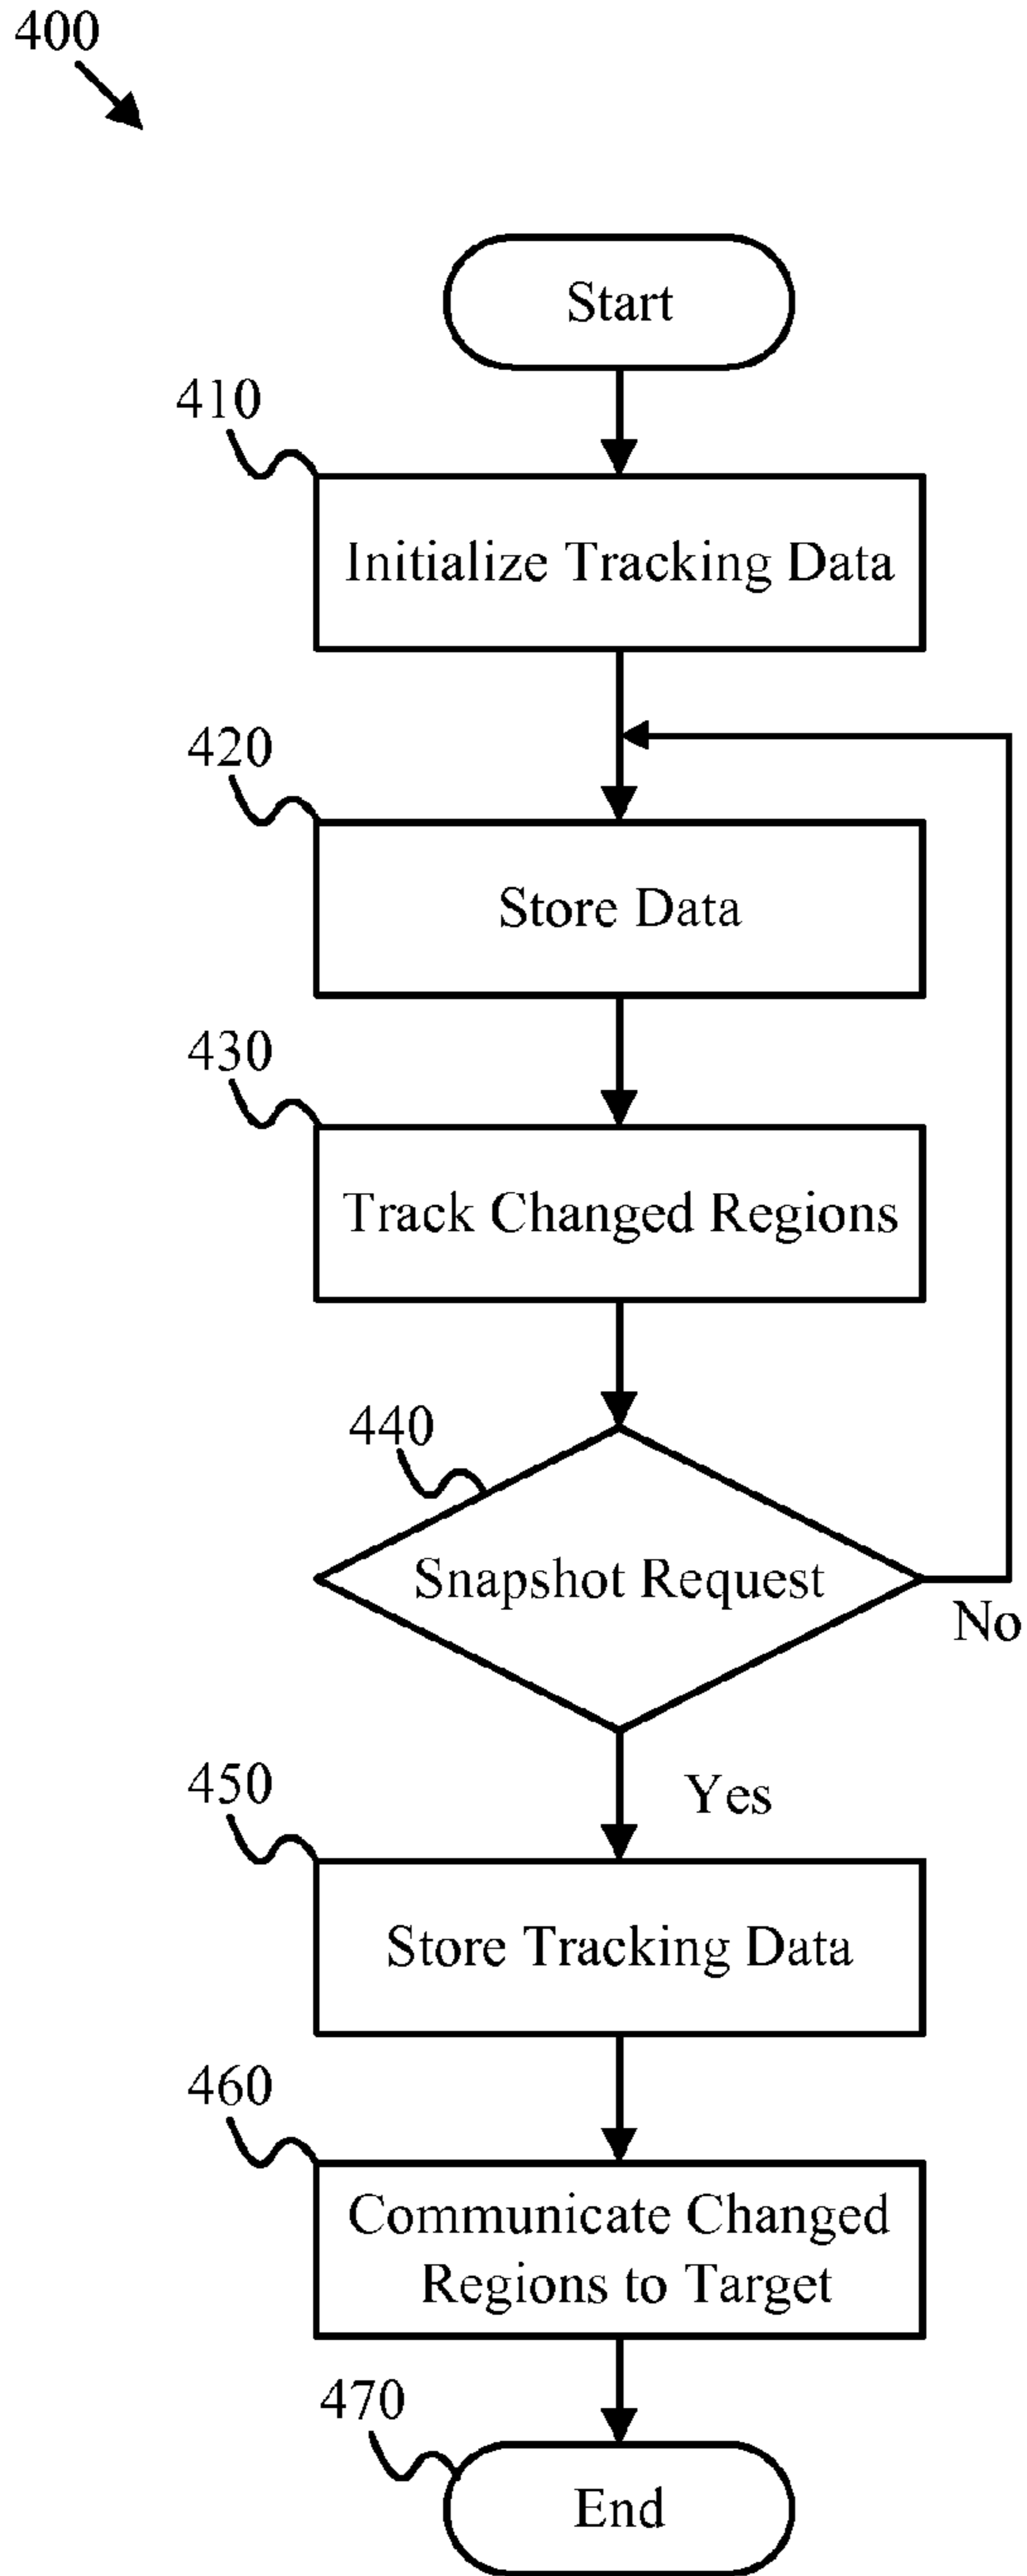 400
Start
410
Initialize Tracking Data
420
Store Data
430
Track Changed Regions
440
Snapshot Request
No
Yes
450
Store Tracking Data
460
Communicate Changed
Regions to Target
470
End